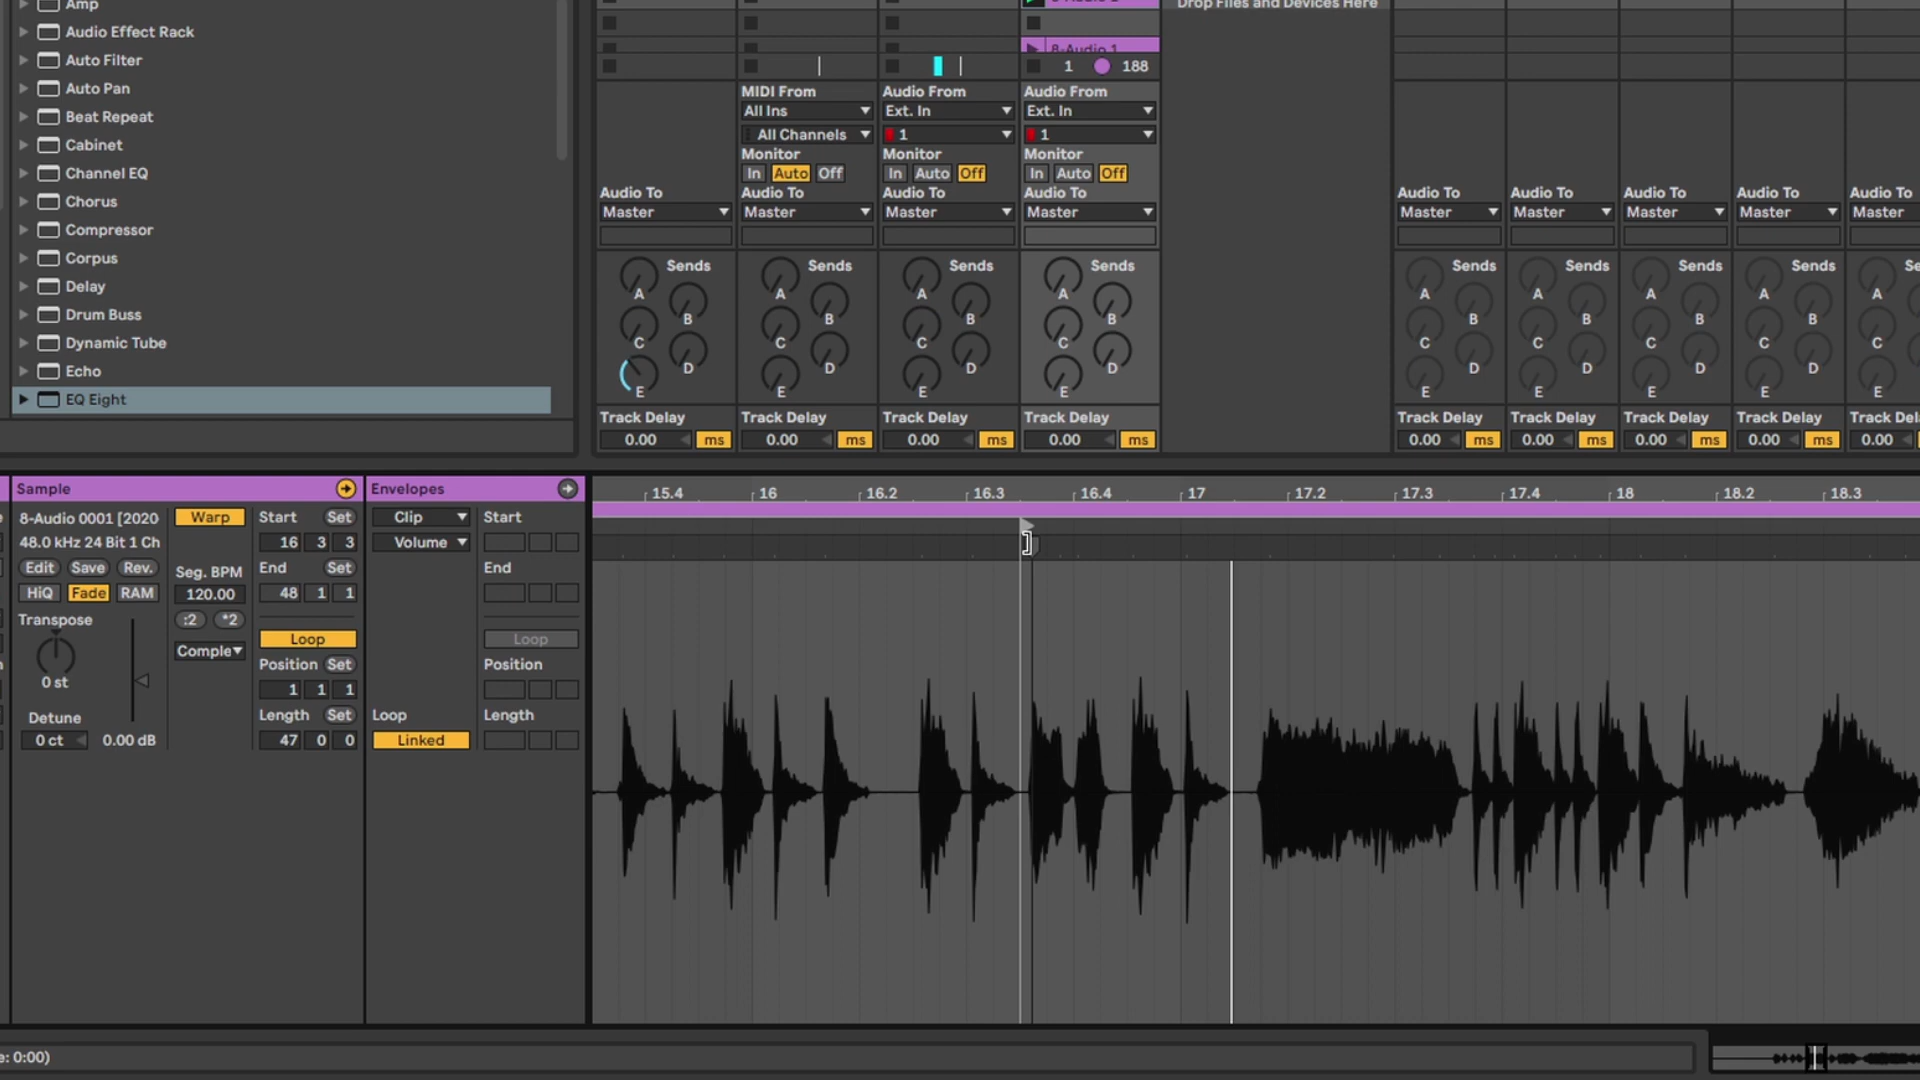 Amp
Audio Effect Rack
Auto Filter
Auto Pan
Beat Repeat
Cabinet
Channel EQ
Chorus
Compressor
Corpus
Delay
Drum Buss
Dynamic Tube
Echo
EQ Eight
Drop Files and Devices Here
8-Audio 1
1 188
MIDI From Audio From Audio From
All Ins Ext. In Ext. In
All Channels 1 1
Monitor Monitor Monitor
In Auto Off In Auto Off In Auto Off
Audio To Audio To Audio To Audio To Audio To Audio To Audio To Audio To Audio To
Master Master Master Master Master Master Master Master Master
Sends Sends Sends Sends Sends Sends Sends Sends
A A A A A A A A A
B B B B B B B B
C C C C C C C C C
D D D D D D D D
E E E E E E E E E
Track Delay Track Delay Track Delay Track Delay Track Delay Track Delay Track Delay Track Delay
0.00 ms 0.00 ms 0.00 ms 0.00 ms 0.00 ms 0.00 ms 0.00 ms 0.00 ms 0.00
Sample Envelopes
8-Audio 0001 [2020 Warp Start Set Clip Start
48.0 kHz 24 Bit 1 Ch 16 3 3 Volume
Edit Save Rev. Seg. BPM End Set End
HiQ Fade RAM 120.00 48 1 1
Transpose :2 *2
Loop Loop
Comple Position Set Position
0 st 1 1 1
Detune Length Set Loop Length
0 ct 0.00 dB 47 0 0 Linked
15.4 16 16.2 16.3 16.4 17 17.2 17.3 17.4 18 18.2 18.3
e: 0:00)